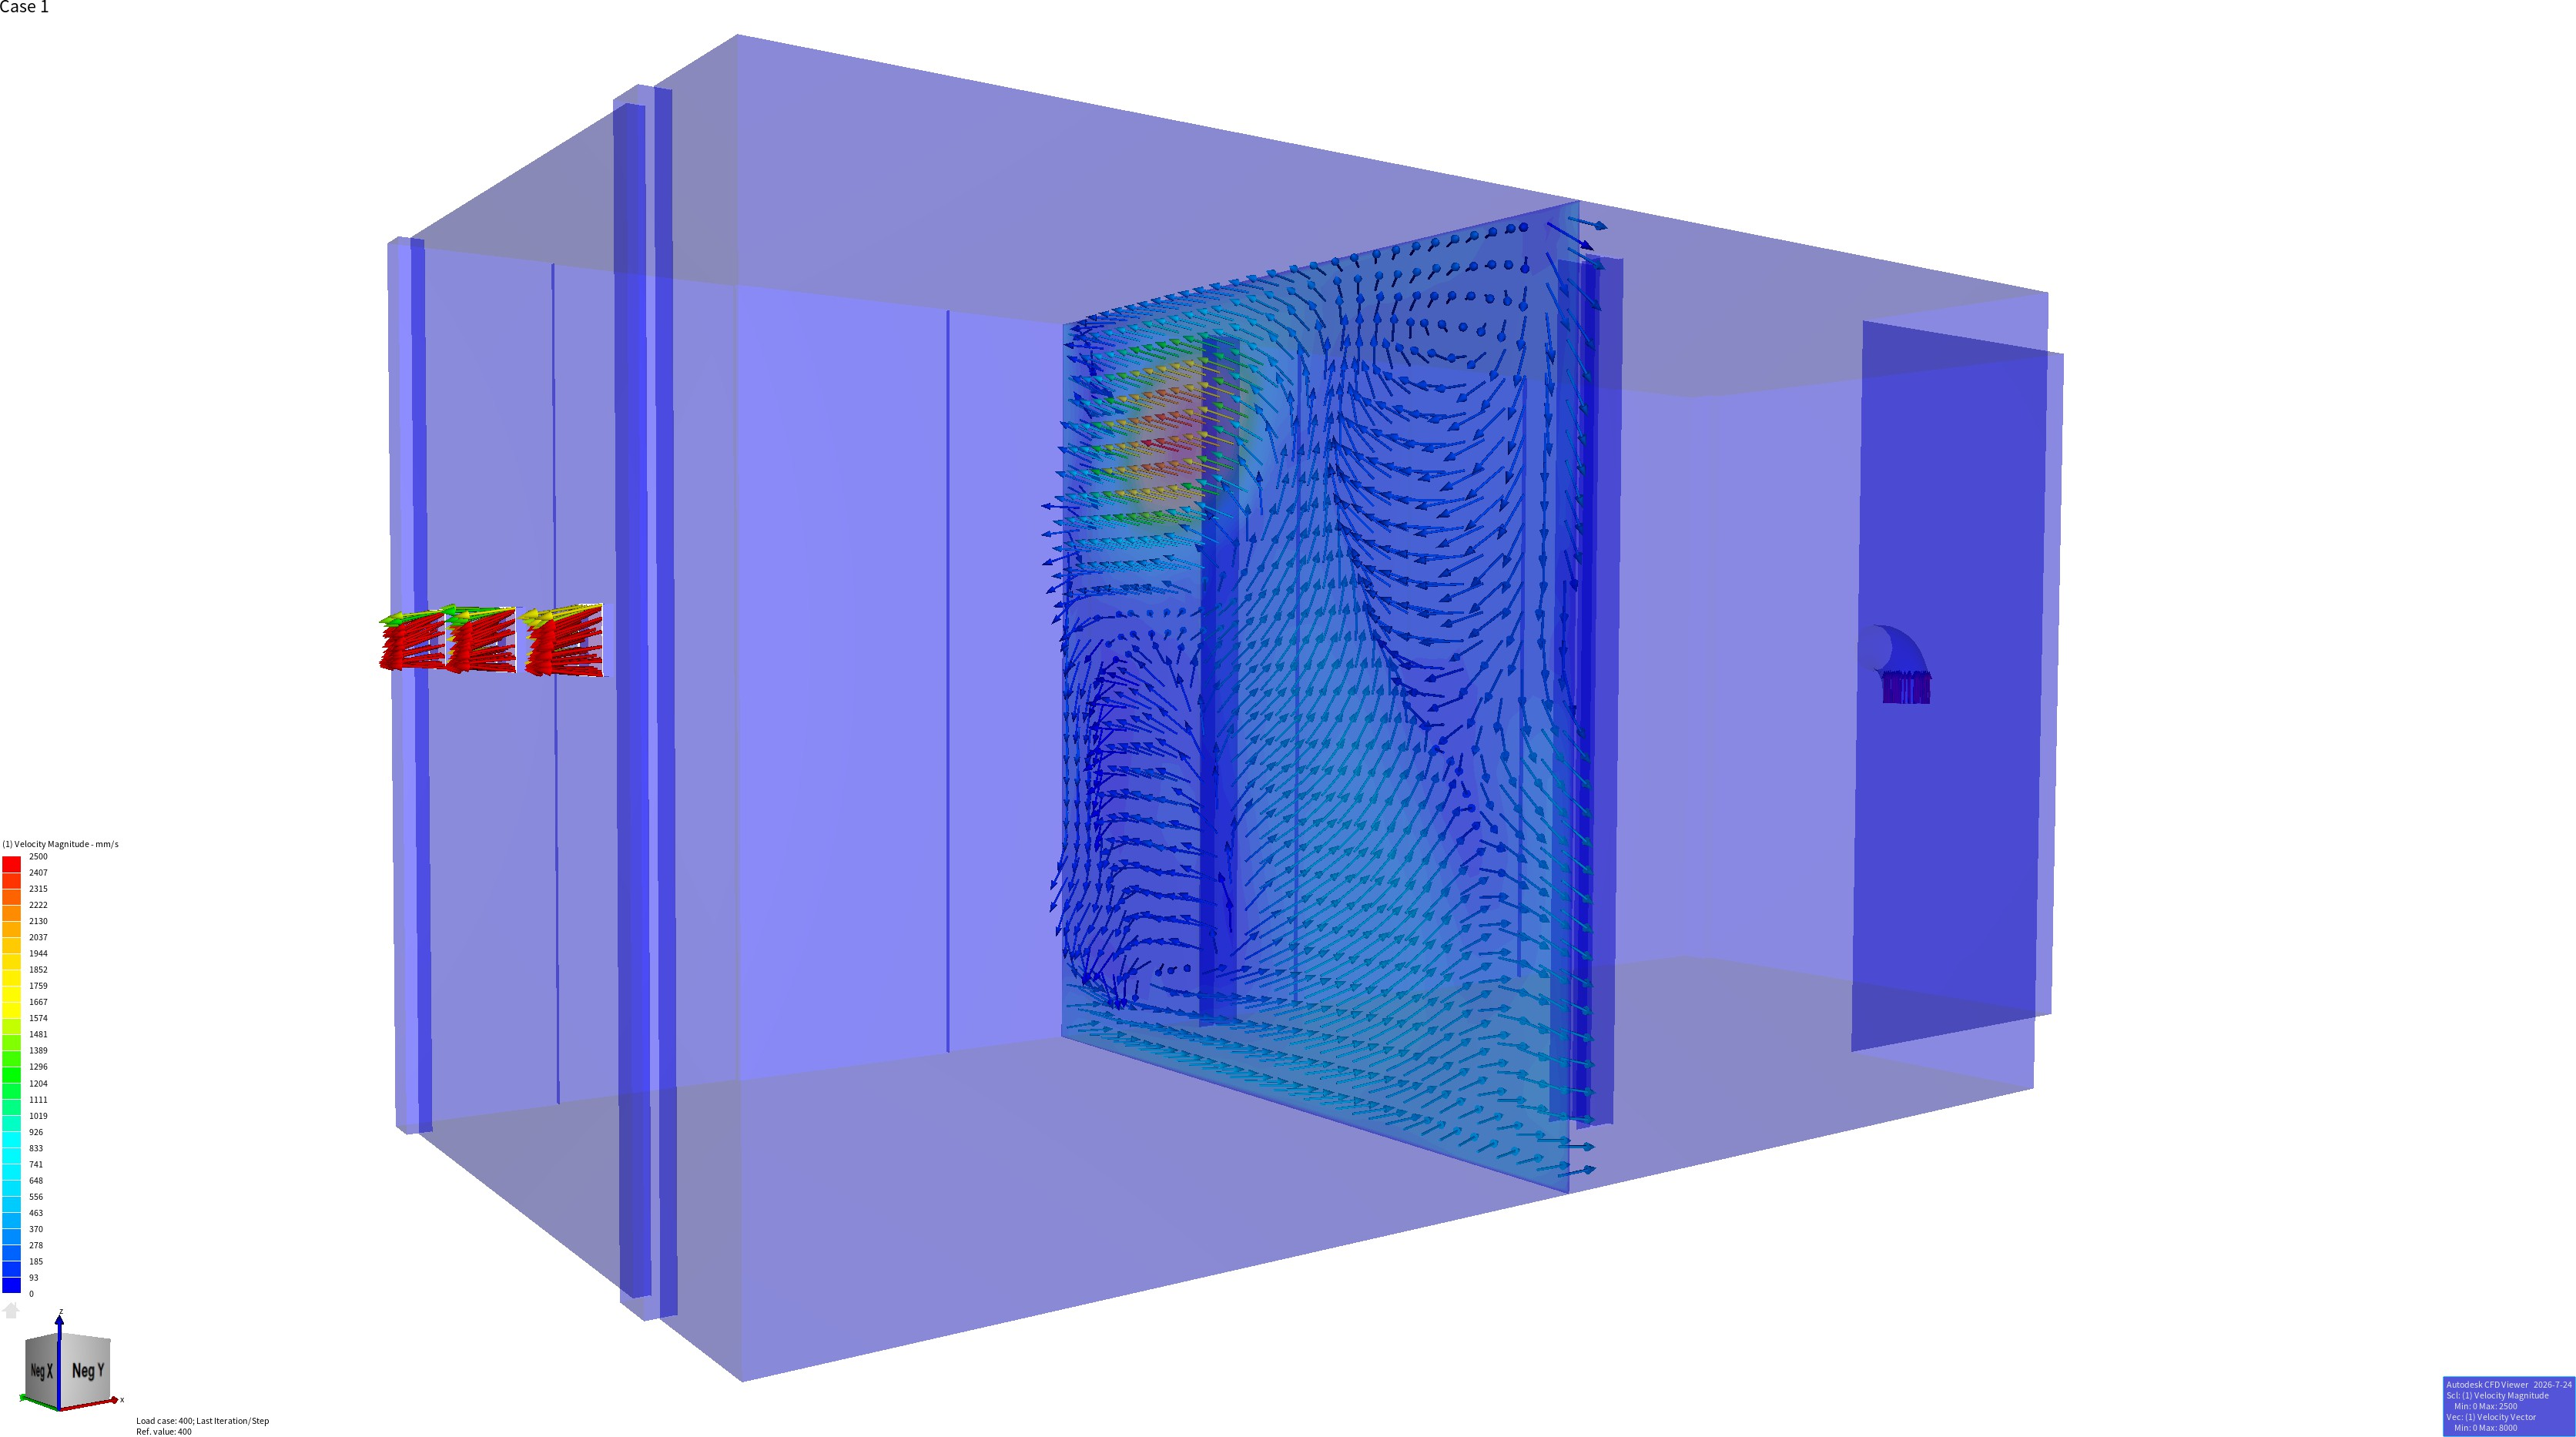 Case 1
(1) Velocity Magnitude - mm/s
2500
2407
2315
2222
2130
2037
1944
1852
1759
1667
1574
1481
1389
1296
1204
1111
1019
926
833
741
648
556
463
370
278
185
93
0
z
Neg X
Neg Y
x
Load case: 400; Last Iteration/Step
Ref. value: 400
Autodesk CFD Viewer 2026-7-24
Scl: (1) Velocity Magnitude
Min: 0 Max: 2500
Vec: (1) Velocity Vector
Min: 0 Max: 8000